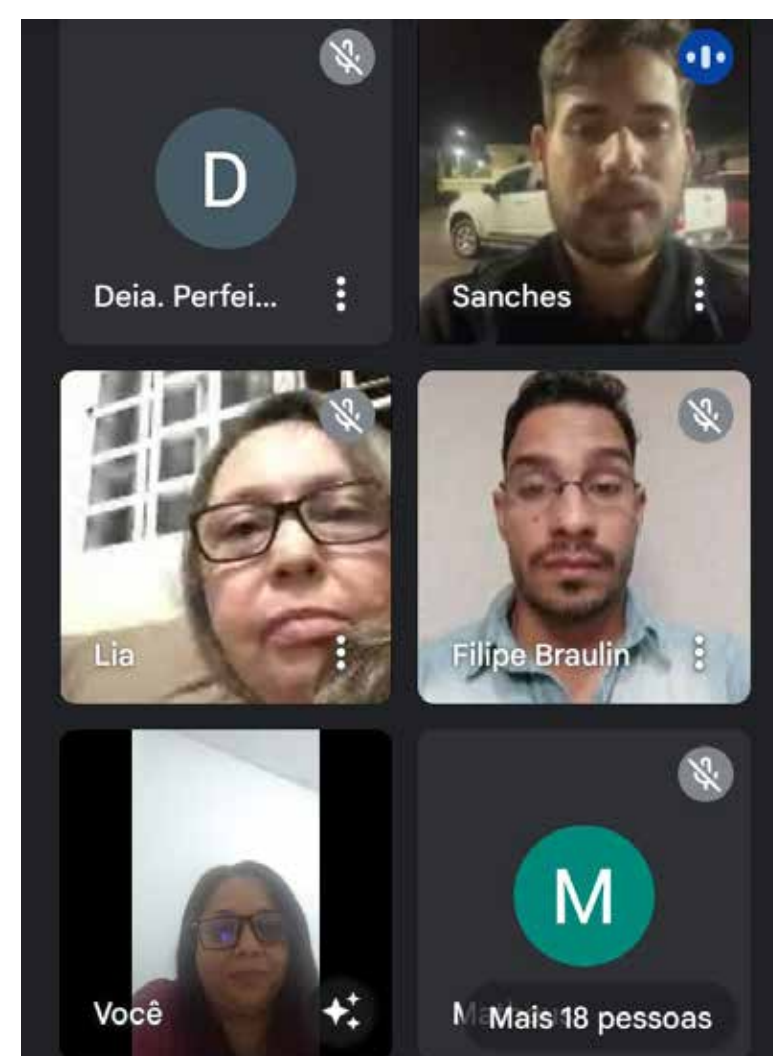 D
Deia. Perfei...
Sanches
Lia
Filipe Braulin
Você
M
Mais 18 pessoas